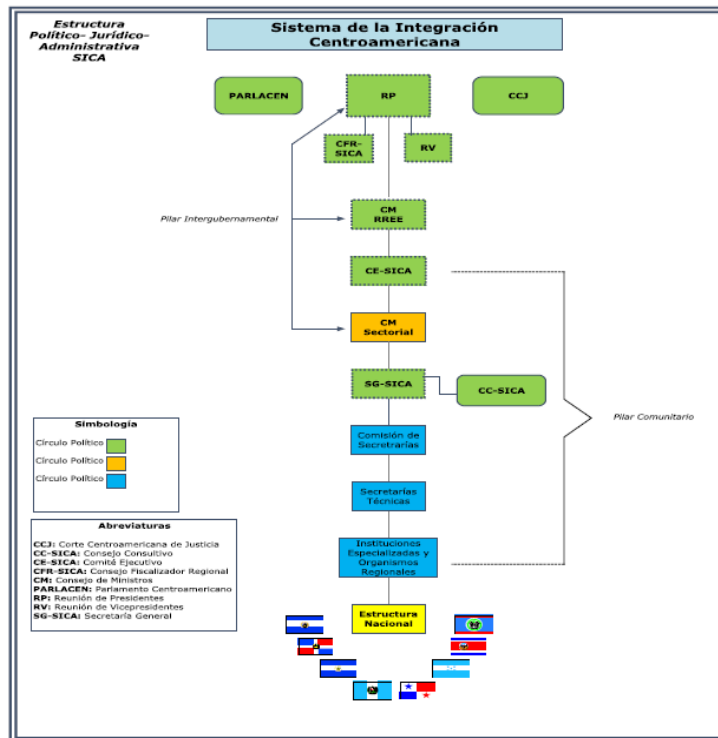 Estructura
Político- Jurídico-
Administrativa
SICA
Sistema de la Integración
Centroamericana
PARLACEN
RP
CCJ
CFR-
SICA
RV
Pilar Intergubernamental
CM
RREE
CE-SICA
CM
Sectorial
SG-SICA
CC-SICA
Pilar Comunitario
Comisión de
Secretrarías
Secretarías
Técnicas
Instituciones
Especializadas y
Organismos
Regionales
Estructura
Nacional
Simbología
Círculo Político
Círculo Político
Círculo Político
Abreviaturas
CCJ: Corte Centroamericana de Justicia
CC-SICA: Consejo Consultivo
CE-SICA: Comité Ejecutivo
CFR-SICA: Consejo Fiscalizador Regional
CM: Consejo de Ministros
PARLACEN: Parlamento Centroamericano
RP: Reunión de Presidentes
RV: Reunión de Vicepresidentes
SG-SICA: Secretaría General